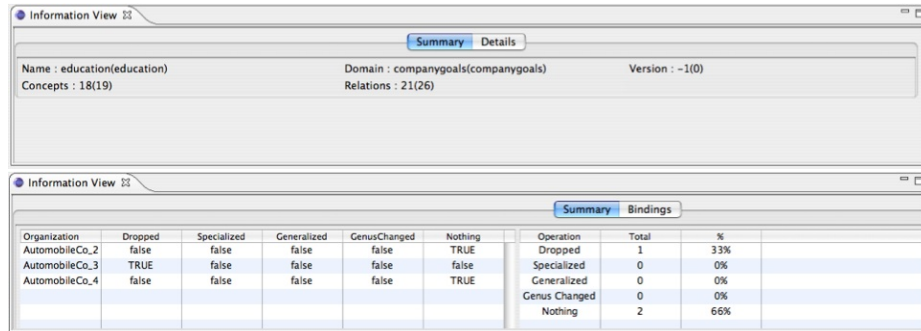 Information View
Summary Details
Name : education(education) Domain : companygoals(companygoals) Version : -1(0)
Concepts : 18(19) Relations : 21(26)
Information View
Summary Bindings
Organization Dropped Specialized Generalized GenusChanged Nothing Operation Total %
AutomobileCo_2 false false false false TRUE Dropped 1 33%
AutomobileCo_3 TRUE false false false false Specialized 0 0%
AutomobileCo_4 false false false false TRUE Generalized 0 0%
Genus Changed 0 0%
Nothing 2 66%